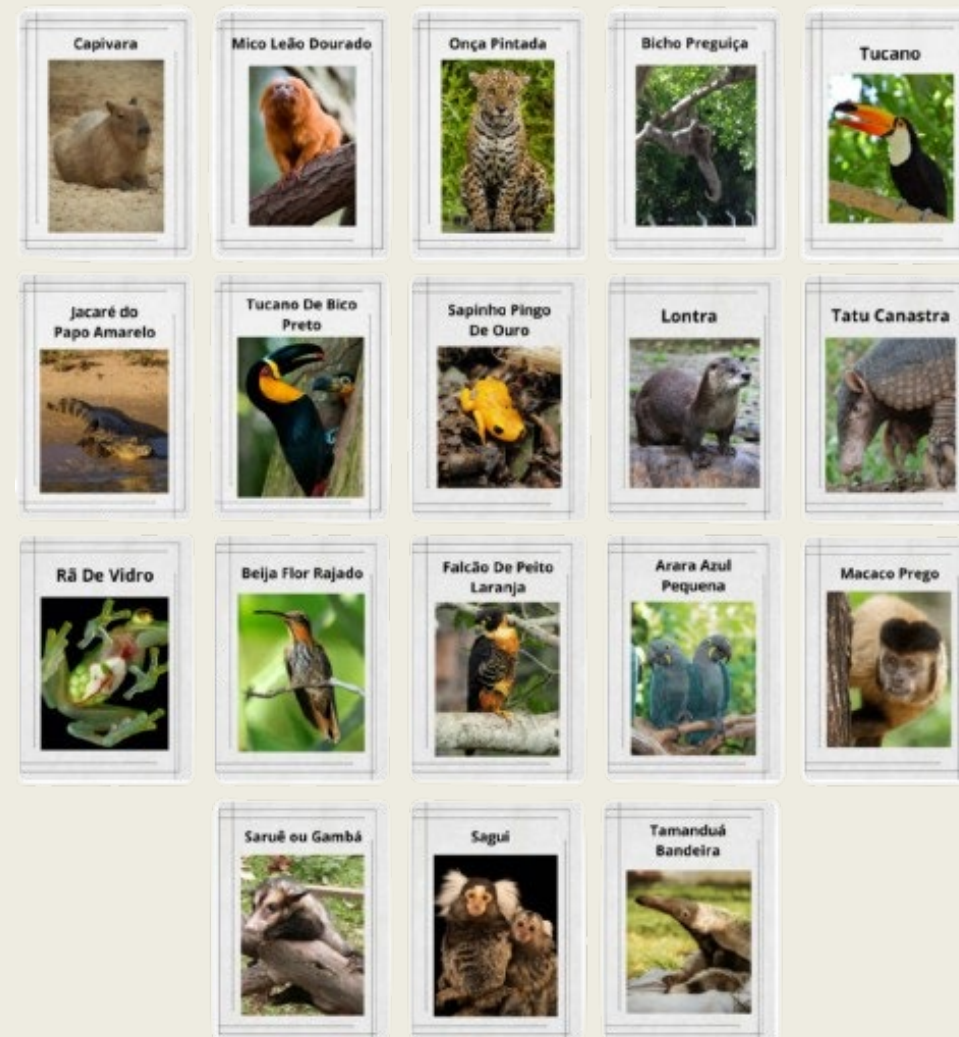 Capivara
Mico Leão Dourado
Onça Pintada
Bicho Preguiça
Tucano
Jacaré do
Papo Amarelo
Tucano De Bico
Preto
Sapinho Pingo
De Ouro
Lontra
Tatu Canastra
Rã De Vidro
Beija Flor Rajado
Falcão De Peito
Laranja
Arara Azul
Pequena
Macaco Prego
Saruê ou Gambá
Sagui
Tamanduá
Bandeira